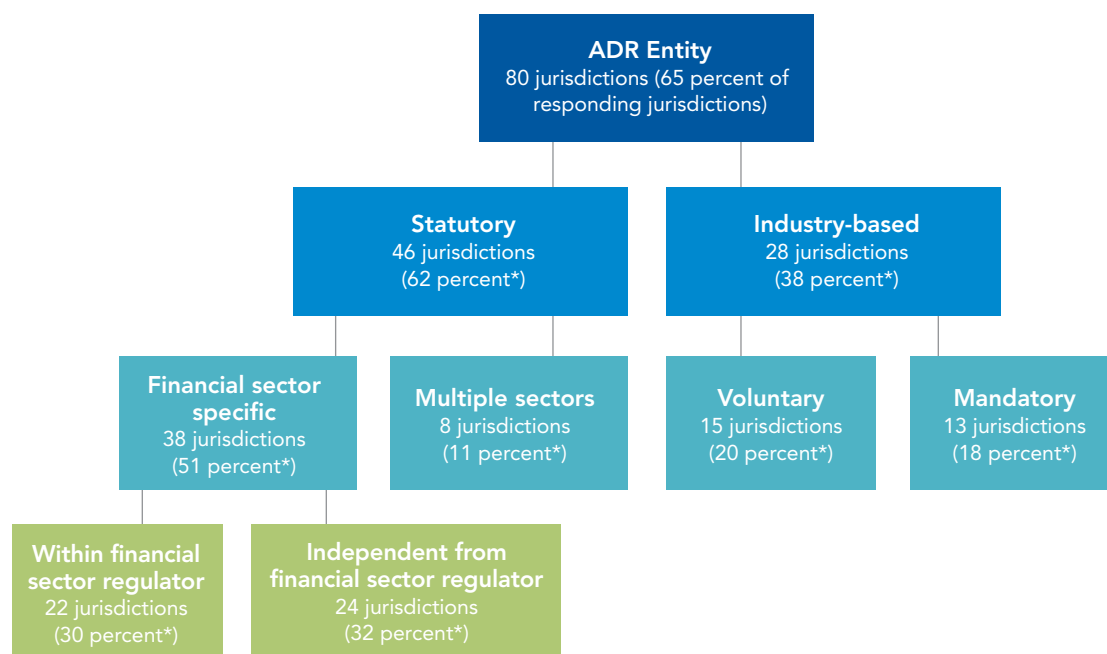 ADR Entity
80 jurisdictions (65 percent of
responding jurisdictions)
Statutory
46 jurisdictions
(62 percent*)
Industry-based
28 jurisdictions
(38 percent*)
Financial sector
specific
38 jurisdictions
(51 percent*)
Multiple sectors
8 jurisdictions
(11 percent*)
Voluntary
15 jurisdictions
(20 percent*)
Mandatory
13 jurisdictions
(18 percent*)
Within financial
sector regulator
22 jurisdictions
(30 percent*)
Independent from
financial sector regulator
24 jurisdictions
(32 percent*)